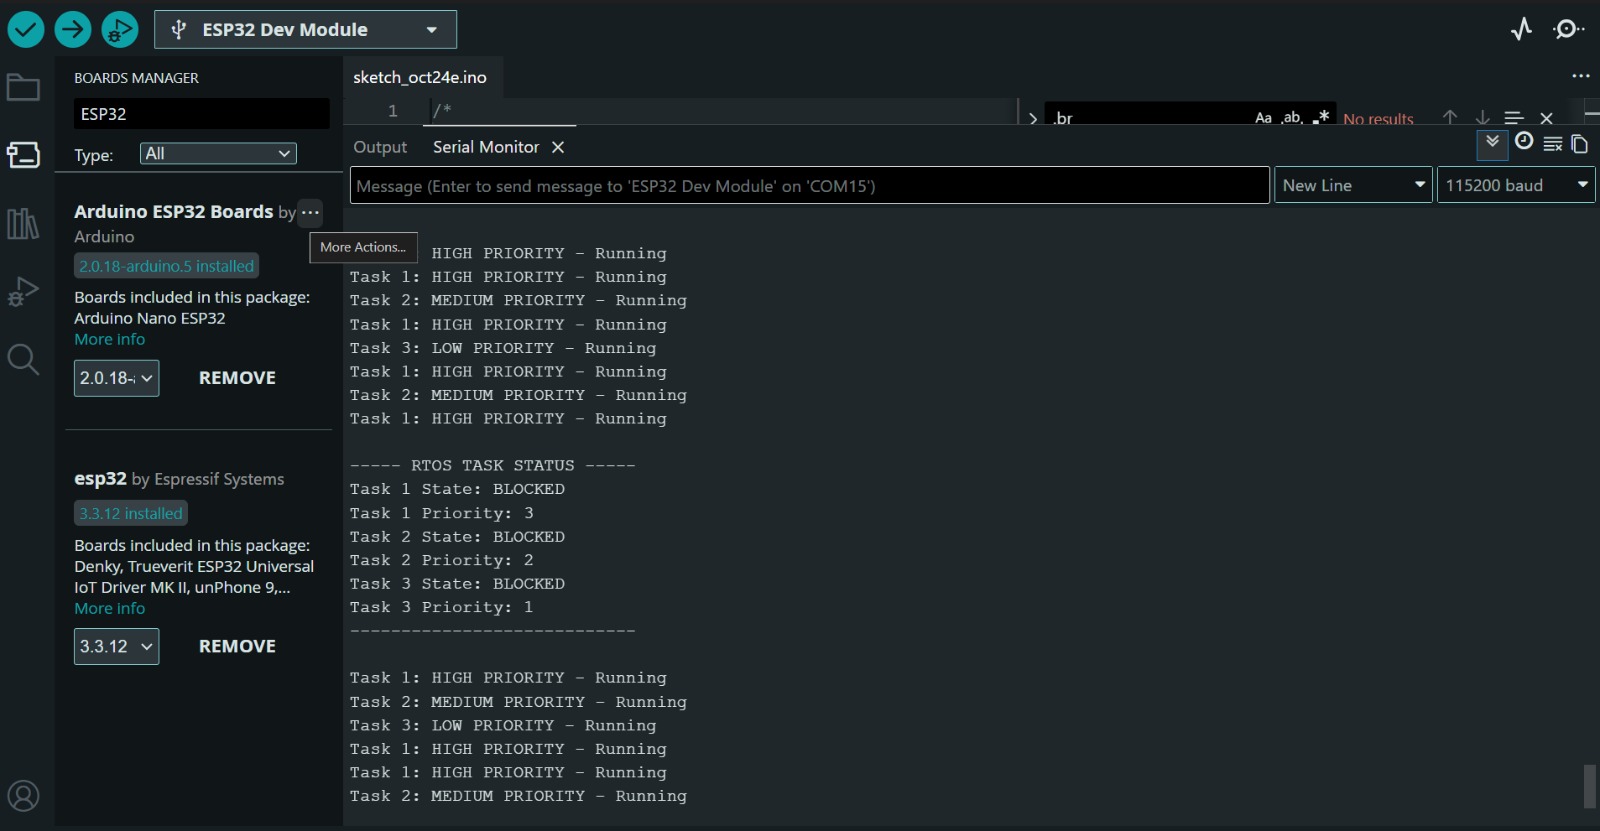 ESP32 Dev Module
BOARDS MANAGER
ESP32
Type: All
Arduino ESP32 Boards by
Arduino
More Actions...
2.0.18-arduino.5 installed
Boards included in this package:
Arduino Nano ESP32
More info
2.0.18-
REMOVE
esp32 by Espressif Systems
3.3.12 installed
Boards included in this package:
Denky, Trueverit ESP32 Universal
IoT Driver MK II, unPhone 9,...
More info
3.3.12
REMOVE
sketch_oct24e.ino
1 /*
.br
Aa .ab, .* No results
Output Serial Monitor
Message (Enter to send message to 'ESP32 Dev Module' on 'COM15')
New Line
115200 baud
HIGH PRIORITY - Running
Task 1: HIGH PRIORITY - Running
Task 2: MEDIUM PRIORITY - Running
Task 1: HIGH PRIORITY - Running
Task 3: LOW PRIORITY - Running
Task 1: HIGH PRIORITY - Running
Task 2: MEDIUM PRIORITY - Running
Task 1: HIGH PRIORITY - Running
----- RTOS TASK STATUS -----
Task 1 State: BLOCKED
Task 1 Priority: 3
Task 2 State: BLOCKED
Task 2 Priority: 2
Task 3 State: BLOCKED
Task 3 Priority: 1
----------------------------
Task 1: HIGH PRIORITY - Running
Task 2: MEDIUM PRIORITY - Running
Task 3: LOW PRIORITY - Running
Task 1: HIGH PRIORITY - Running
Task 1: HIGH PRIORITY - Running
Task 2: MEDIUM PRIORITY - Running